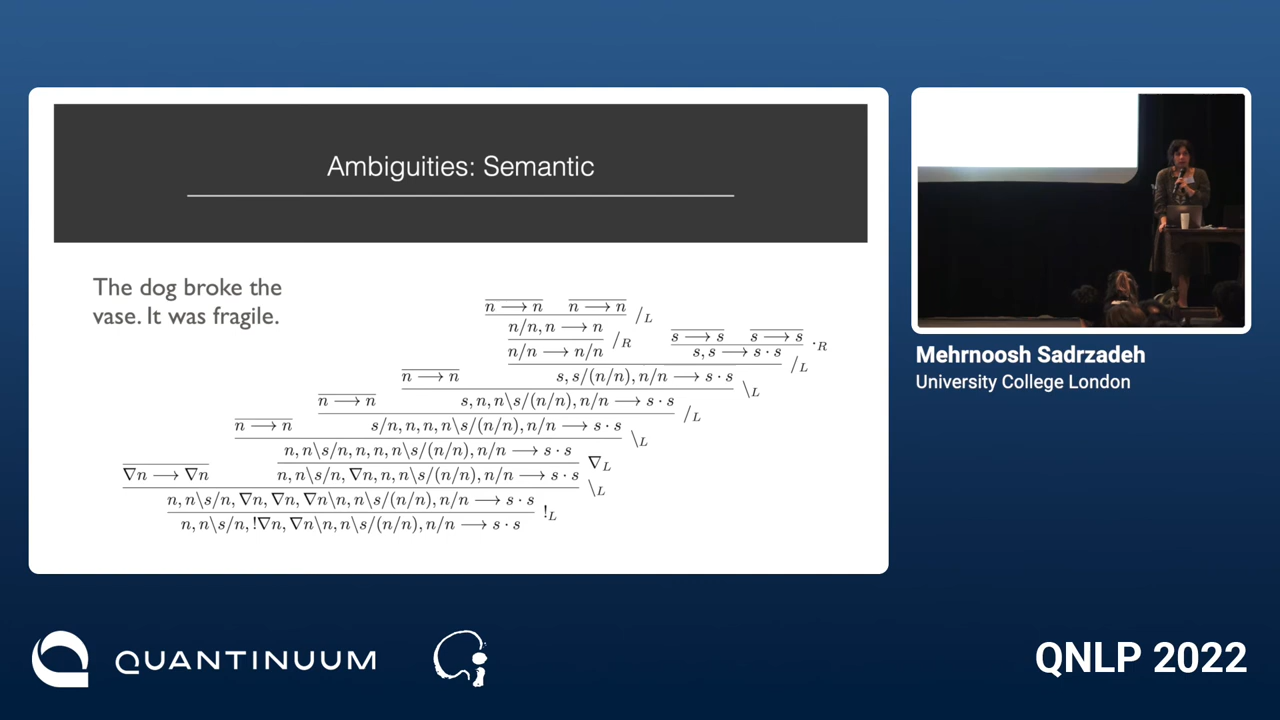 Ambiguities: Semantic
The dog broke the
vase. It was fragile.
n ⟶ n    n ⟶ n
/L
n/n, n ⟶ n
/R
s ⟶ s    s ⟶ s
·R
n/n ⟶ n/n
s, s ⟶ s · s
/L
n ⟶ n
s, s/(n/n), n/n ⟶ s · s
\L
n ⟶ n
s, n, n\s/(n/n), n/n ⟶ s · s
/L
n ⟶ n
s/n, n, n, n\s/(n/n), n/n ⟶ s · s
\L
n, n\s/n, n, n, n\s/(n/n), n/n ⟶ s · s
∇L
∇n ⟶ ∇n
n, n\s/n, ∇n, n, n\s/(n/n), n/n ⟶ s · s
\L
n, n\s/n, ∇n, ∇n, ∇n\n, n\s/(n/n), n/n ⟶ s · s
!L
n, n\s/n, !∇n, ∇n\n, n\s/(n/n), n/n ⟶ s · s
Mehrnoosh Sadrzadeh
University College London
QUANTINUUM
QNLP 2022